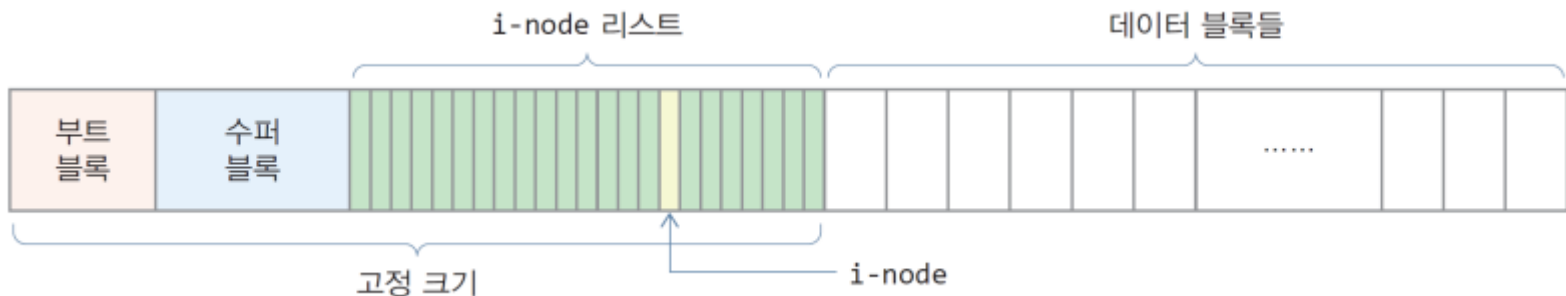 i-node 리스트
데이터 블록들
부트
블록
수퍼
블록
......
고정 크기
i-node